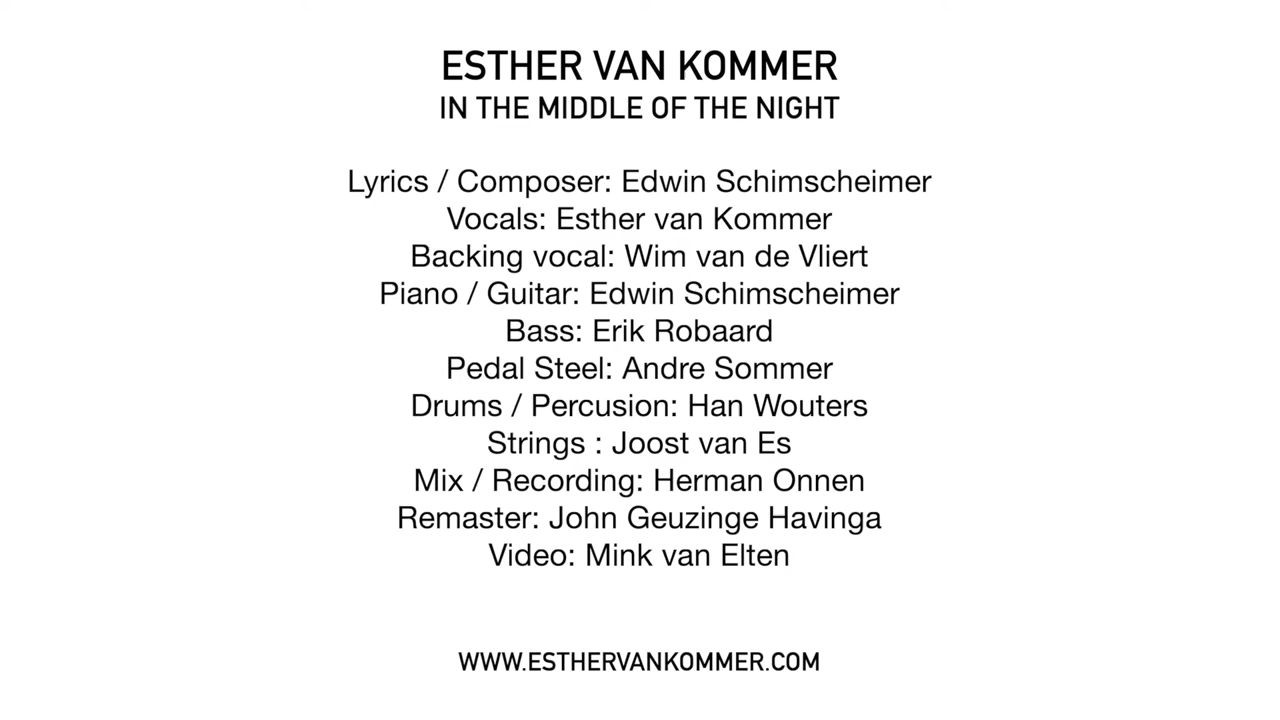 ESTHER VAN KOMMER
IN THE MIDDLE OF THE NIGHT
Lyrics / Composer: Edwin Schimscheimer
Vocals: Esther van Kommer
Backing vocal: Wim van de Vliert
Piano / Guitar: Edwin Schimscheimer
Bass: Erik Robaard
Pedal Steel: Andre Sommer
Drums / Percusion: Han Wouters
Strings : Joost van Es
Mix / Recording: Herman Onnen
Remaster: John Geuzinge Havinga
Video: Mink van Elten
WWW.ESTHERVANKOMMER.COM